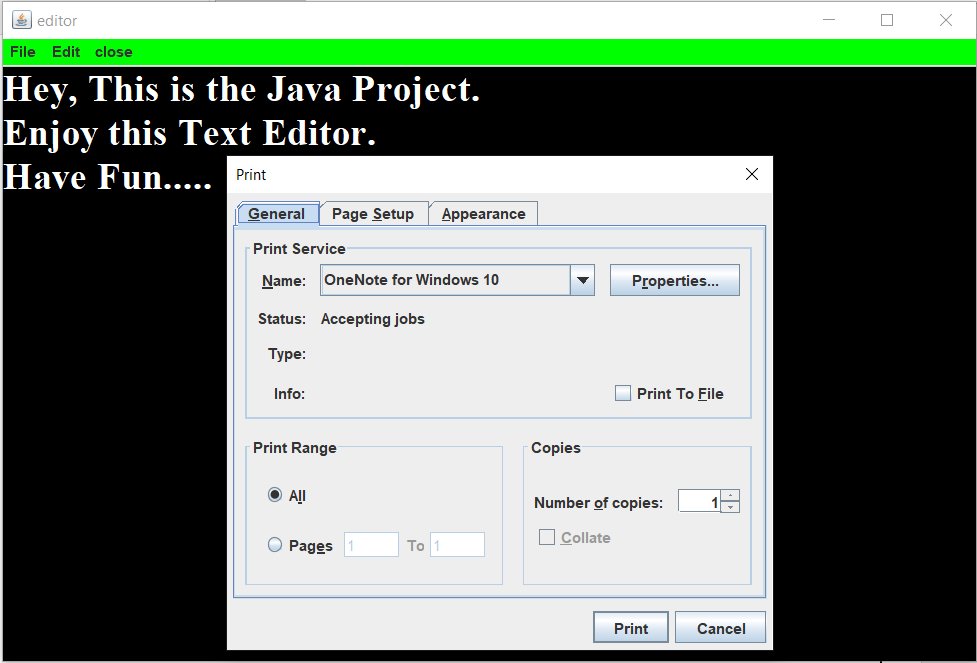 editor
File Edit close
Hey, This is the Java Project.
Enjoy this Text Editor.
Have Fun.....
Print
General Page Setup Appearance
Print Service
Name: OneNote for Windows 10 Properties...
Status: Accepting jobs
Type:
Info: Print To File
Print Range
All
Pages 1 To 1
Copies
Number of copies: 1
Collate
Print Cancel